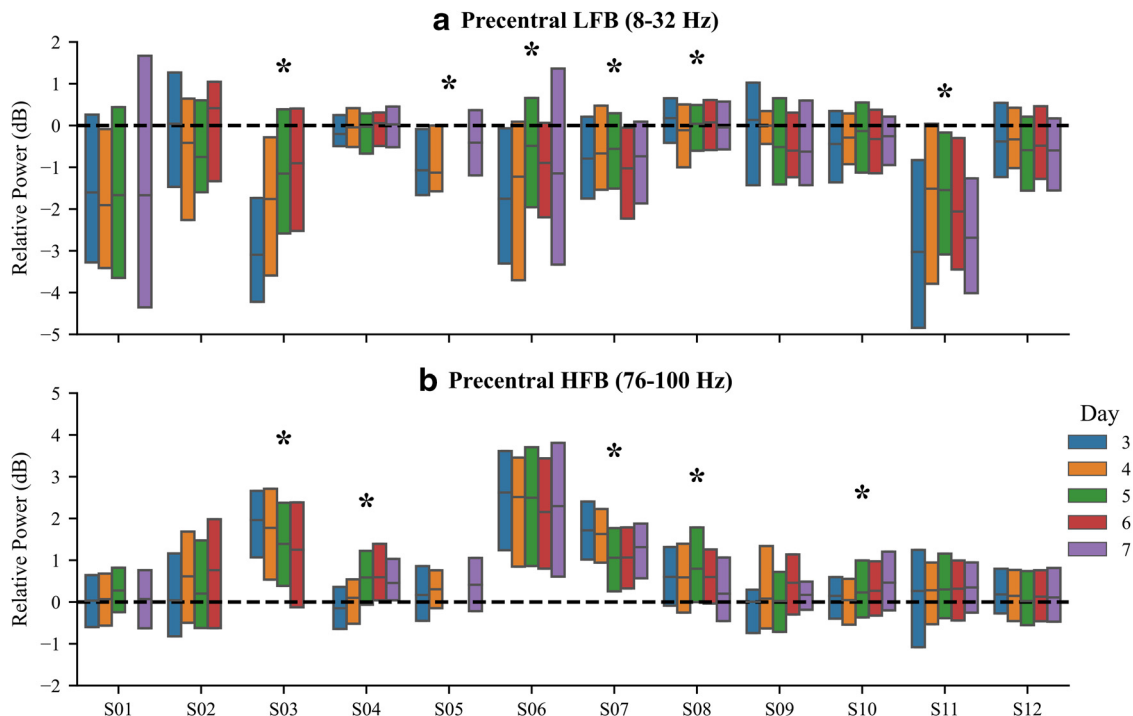 a Precentral LFB (8-32 Hz)
Relative Power (dB)
2
1
0
−1
−2
−3
−4
−5
* * * * * *
b Precentral HFB (76-100 Hz)
Relative Power (dB)
5
4
3
2
1
0
−1
−2
* * * * *
S01 S02 S03 S04 S05 S06 S07 S08 S09 S10 S11 S12
Day
3
4
5
6
7